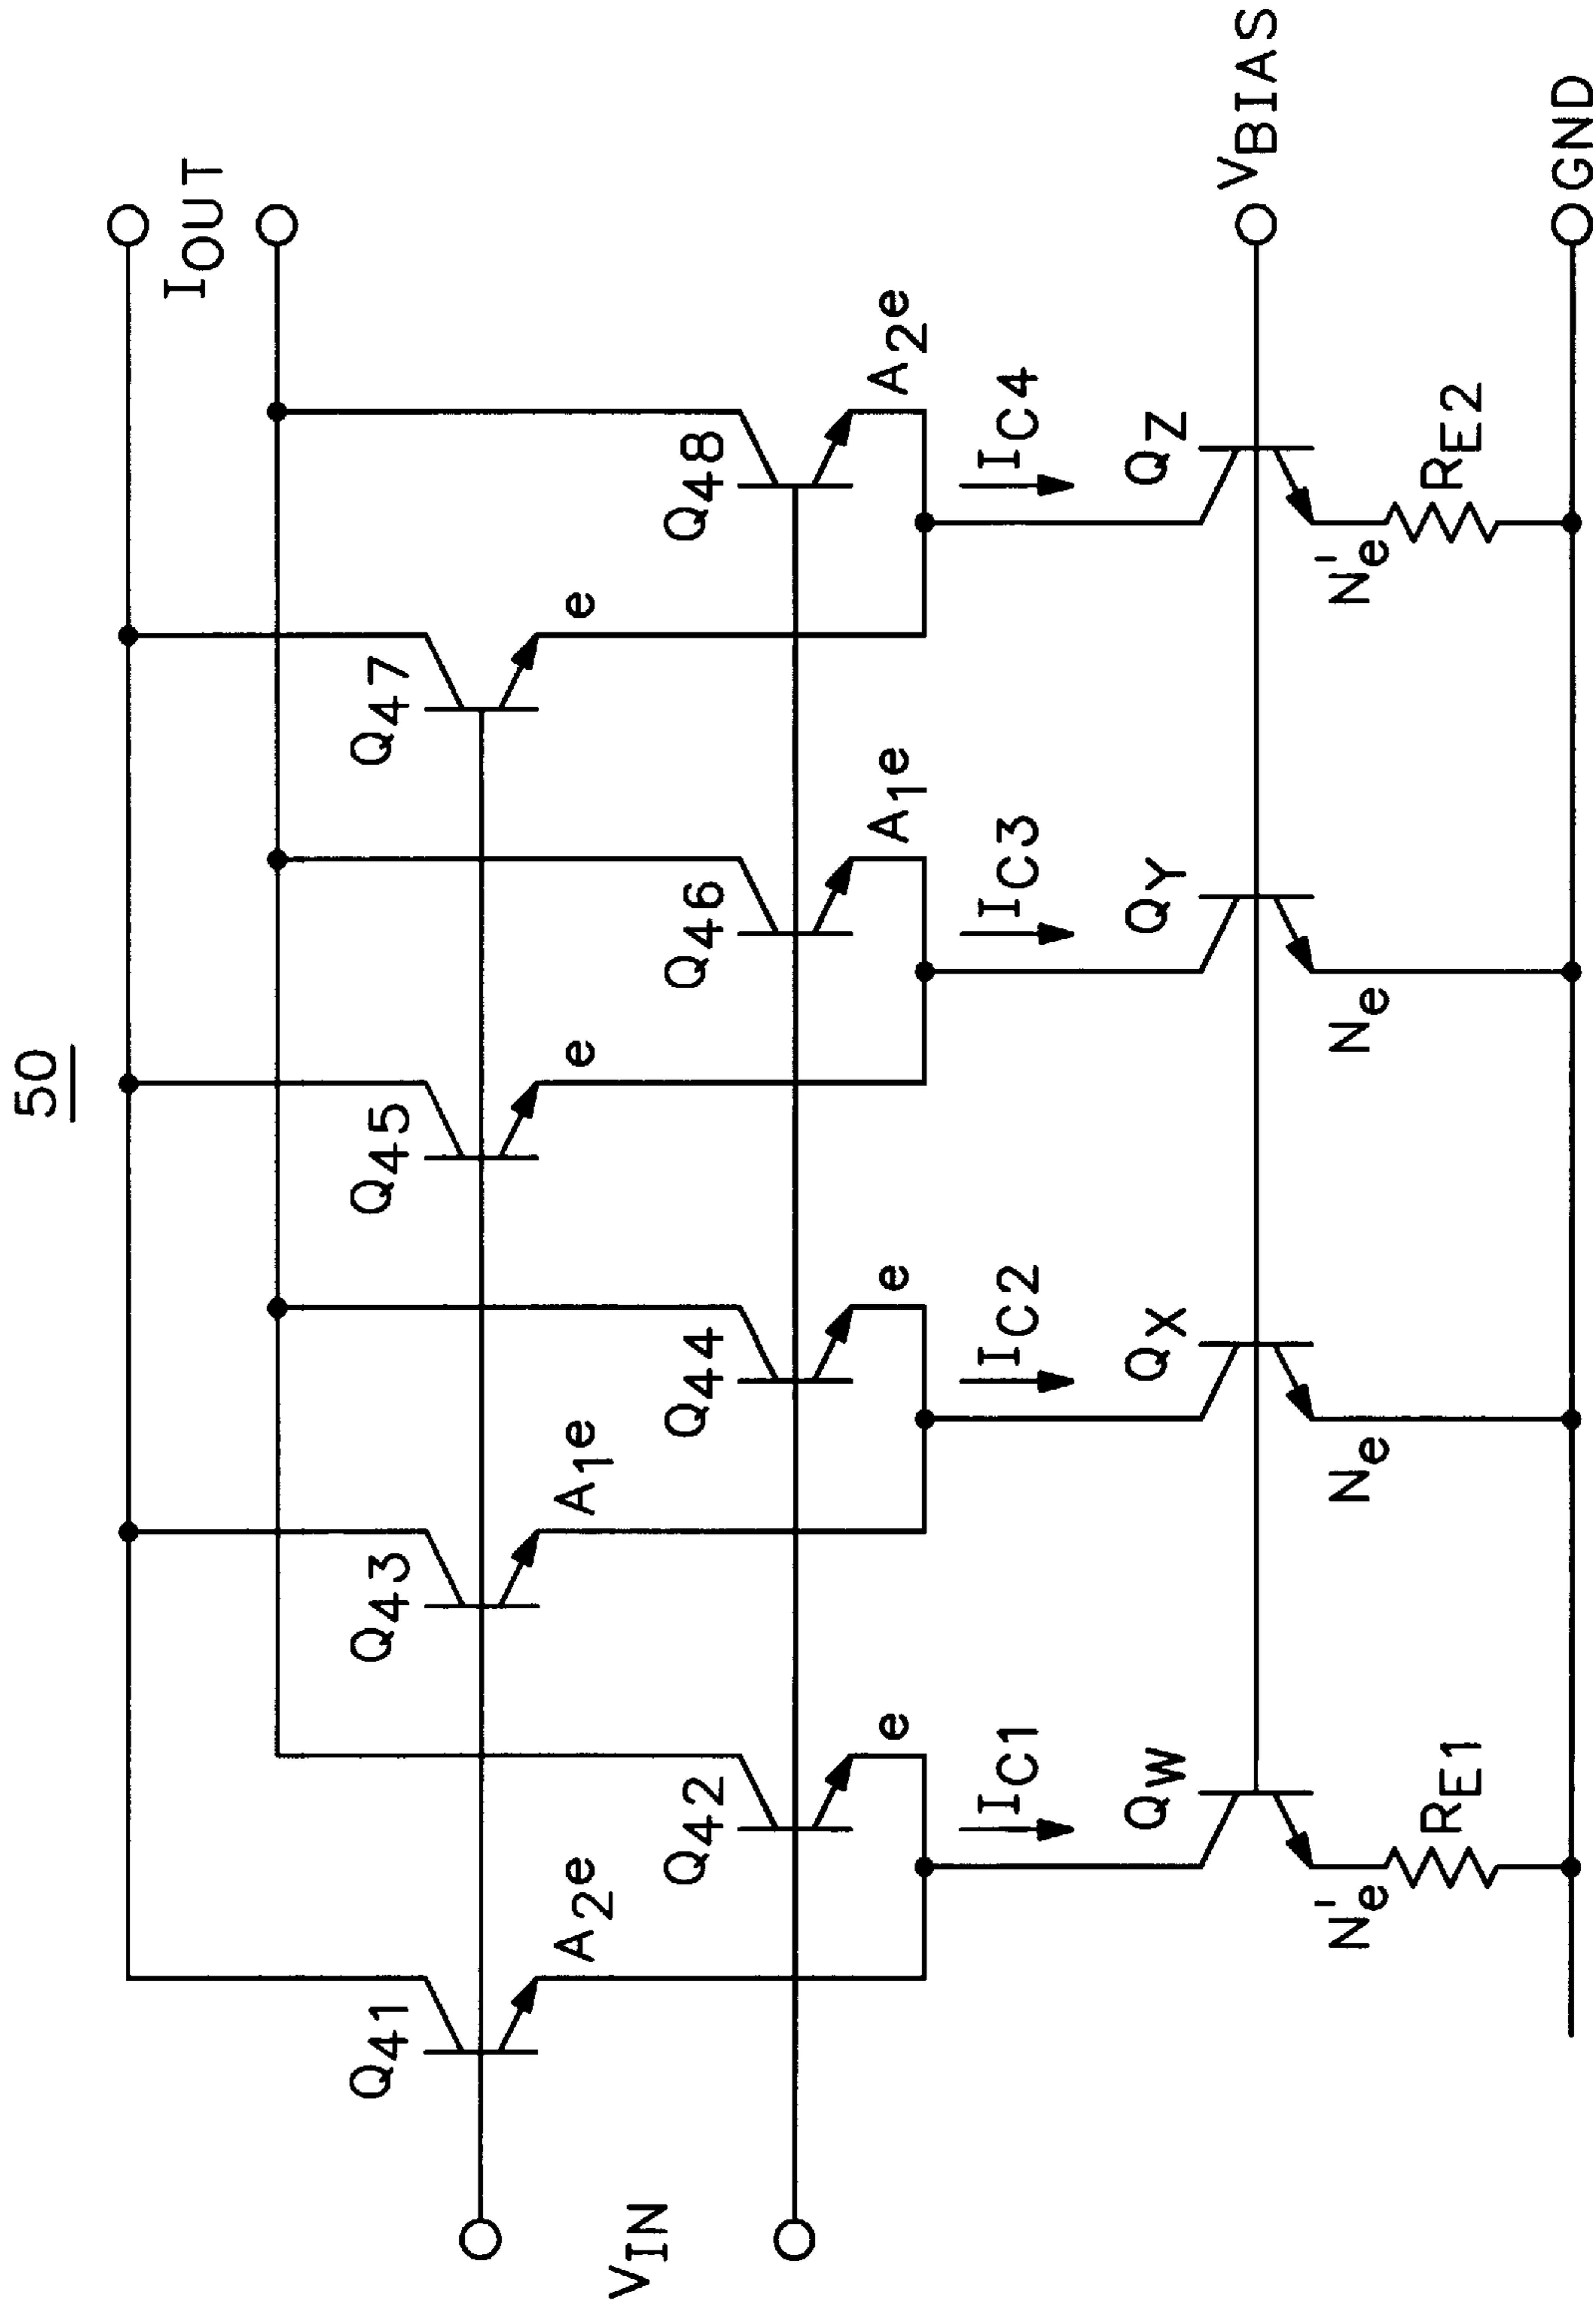 50
IOUT
Q41
Q43
Q45
Q47
A2e
A1e
e
e
VIN
Q42
Q44
Q46
Q48
e
e
A1e
A2e
IC1
IC2
IC3
IC4
QW
QX
QY
QZ
VBIAS
N'e
Ne
Ne
N'e
RE1
RE2
GND